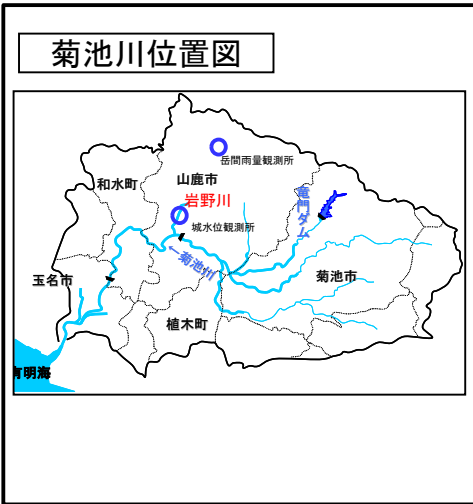 菊池川位置図
岳間雨量観測所
和水町
山鹿市
岩野川
竜門ダム
城水位観測所
←菊池川
菊池市
玉名市
植木町
有明海